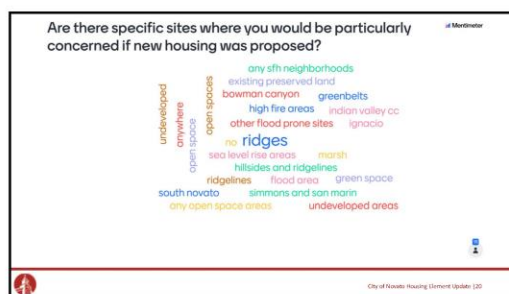 Are there specific sites where you would be particularly
concerned if new housing was proposed?
Mentimeter
any sfh neighborhoods
existing preserved land
bowman canyon
greenbelts
undeveloped
anywhere
open space
open spaces
high fire areas
indian valley cc
other flood prone sites
ignacio
no
ridges
sea level rise areas
marsh
hillsides and ridgelines
ridgelines
flood area
green space
south novato
simmons and san marin
any open space areas
undeveloped areas
City of Novato Housing Element Update |20